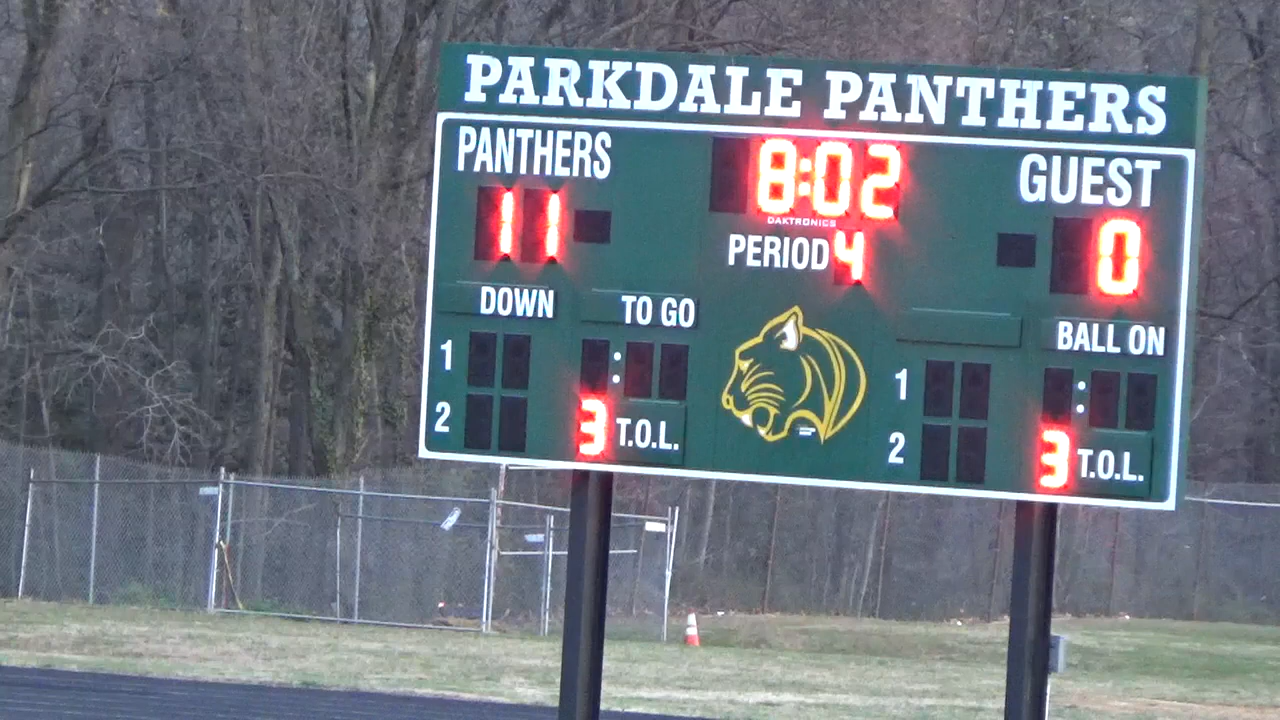 PARKDALE PANTHERS
PANTHERS 8:02 GUEST
11 DAKTRONICS 0
PERIOD 4
DOWN TO GO BALL ON
1 : 1 :
2 3 T.O.L. 2 3 T.O.L.